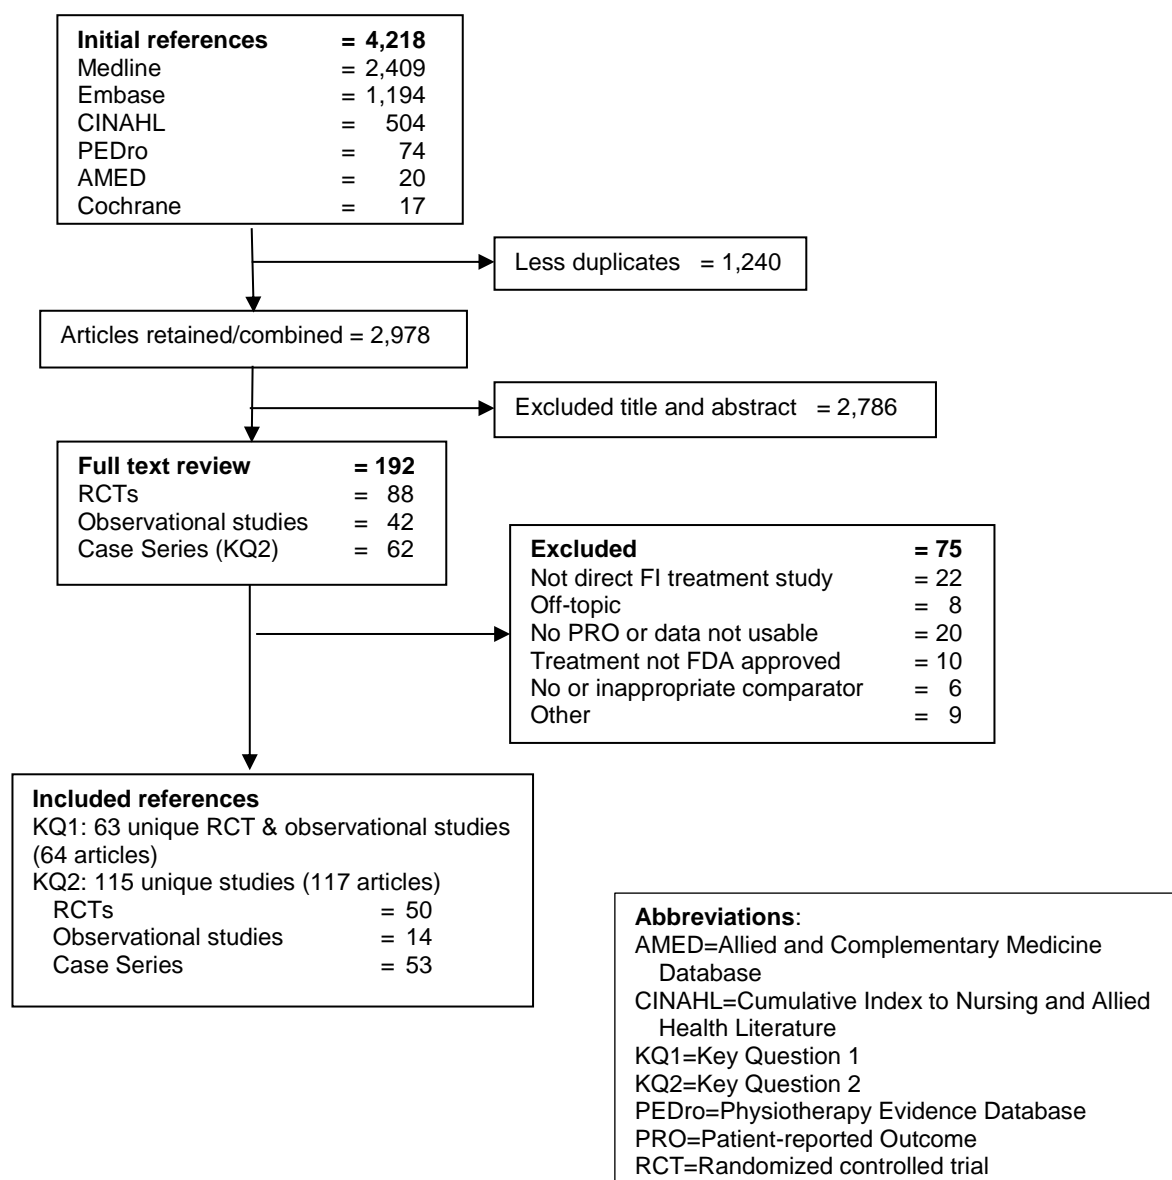 Initial references = 4,218
Medline = 2,409
Embase = 1,194
CINAHL = 504
PEDro = 74
AMED = 20
Cochrane = 17
Less duplicates = 1,240
Articles retained/combined = 2,978
Excluded title and abstract = 2,786
Full text review = 192
RCTs = 88
Observational studies = 42
Case Series (KQ2) = 62
Excluded = 75
Not direct FI treatment study = 22
Off-topic = 8
No PRO or data not usable = 20
Treatment not FDA approved = 10
No or inappropriate comparator = 6
Other = 9
Included references
KQ1: 63 unique RCT & observational studies
(64 articles)
KQ2: 115 unique studies (117 articles)
RCTs = 50
Observational studies = 14
Case Series = 53
Abbreviations:
AMED=Allied and Complementary Medicine
Database
CINAHL=Cumulative Index to Nursing and Allied
Health Literature
KQ1=Key Question 1
KQ2=Key Question 2
PEDro=Physiotherapy Evidence Database
PRO=Patient-reported Outcome
RCT=Randomized controlled trial